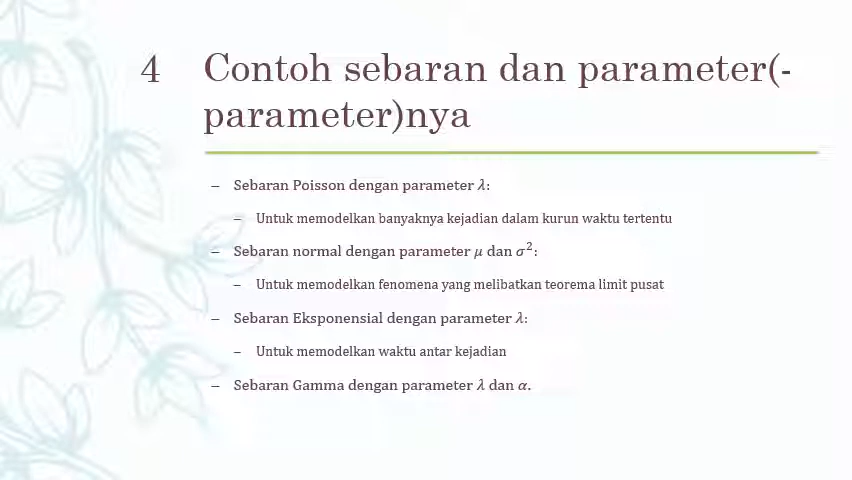 4 Contoh sebaran dan parameter(-
parameter)nya
– Sebaran Poisson dengan parameter λ:
– Untuk memodelkan banyaknya kejadian dalam kurun waktu tertentu
– Sebaran normal dengan parameter μ dan σ²:
– Untuk memodelkan fenomena yang melibatkan teorema limit pusat
– Sebaran Eksponensial dengan parameter λ:
– Untuk memodelkan waktu antar kejadian
– Sebaran Gamma dengan parameter λ dan α.